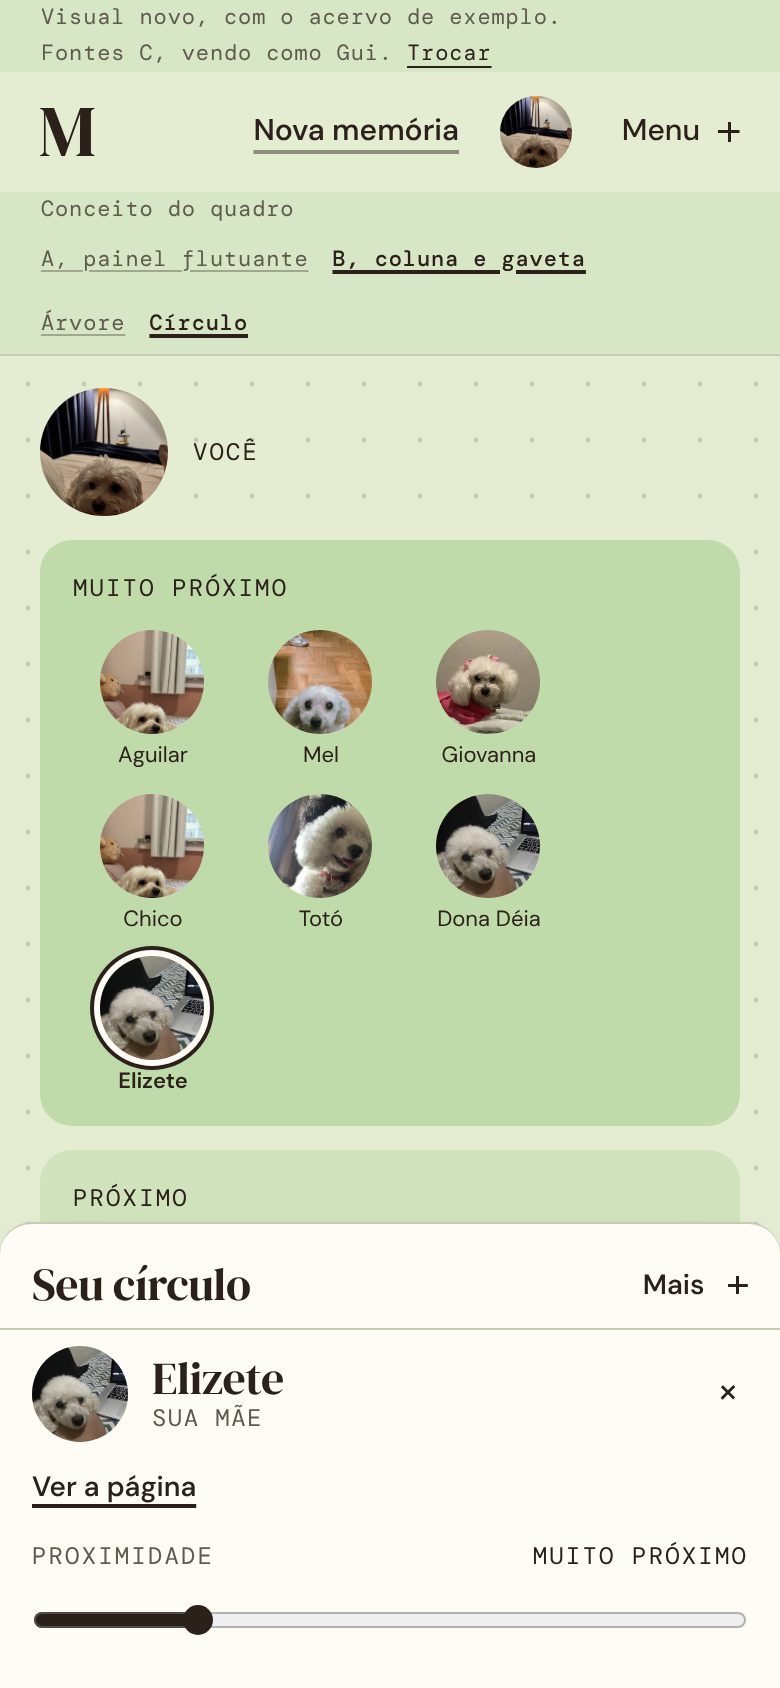 Visual novo, com o acervo de exemplo.
Fontes C, vendo como Gui. Trocar
M
Nova memória
Menu +
Conceito do quadro
A, painel flutuante B, coluna e gaveta
Árvore Círculo
VOCÊ
MUITO PRÓXIMO
Aguilar Mel Giovanna
Chico Totó Dona Déia
Elizete
PRÓXIMO
Seu círculo
Mais +
Elizete
SUA MÃE
×
Ver a página
PROXIMIDADE MUITO PRÓXIMO